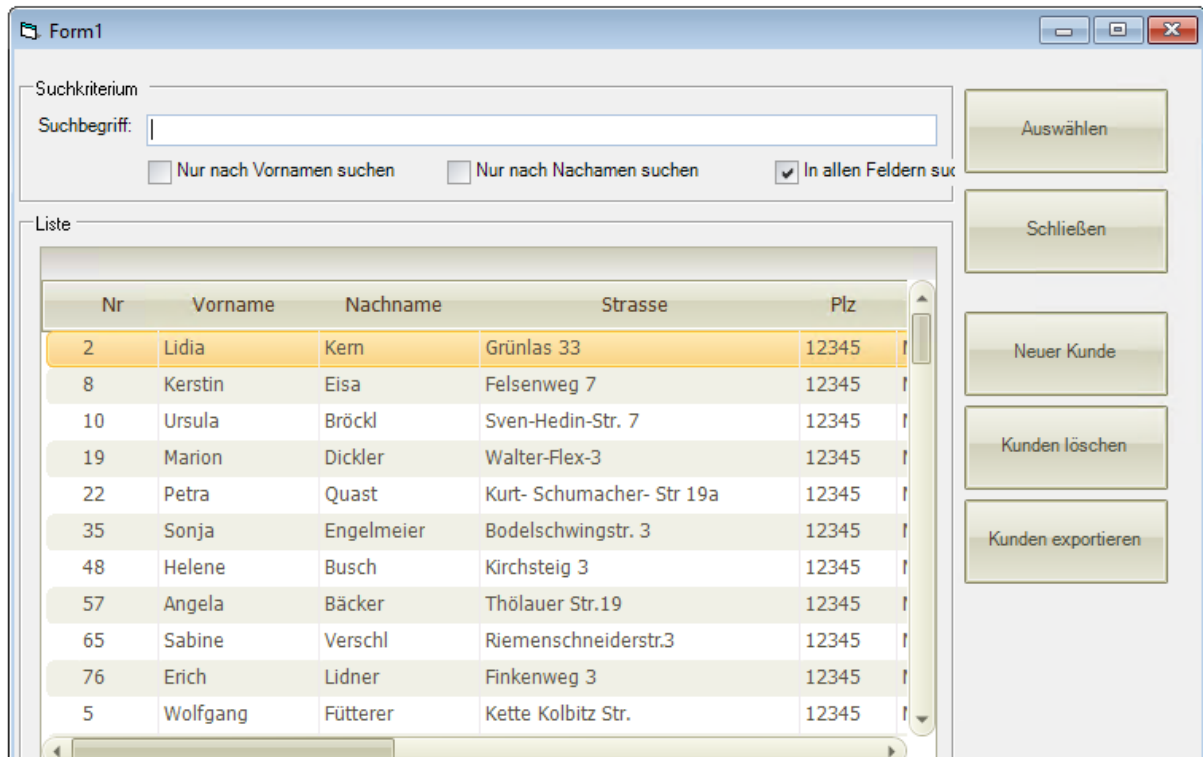 Form1
Suchkriterium
Suchbegriff:
Nur nach Vornamen suchen Nur nach Nachamen suchen In allen Feldern suc
Auswählen
Schließen
Neuer Kunde
Kunden löschen
Kunden exportieren
Liste
Nr Vorname Nachname Strasse Plz
2 Lidia Kern Grünlas 33 12345
8 Kerstin Eisa Felsenweg 7 12345
10 Ursula Bröckl Sven-Hedin-Str. 7 12345
19 Marion Dickler Walter-Flex-3 12345
22 Petra Quast Kurt- Schumacher- Str 19a 12345
35 Sonja Engelmeier Bodelschwingstr. 3 12345
48 Helene Busch Kirchsteig 3 12345
57 Angela Bäcker Thölauer Str.19 12345
65 Sabine Verschl Riemenschneiderstr.3 12345
76 Erich Lidner Finkenweg 3 12345
5 Wolfgang Fütterer Kette Kolbitz Str. 12345